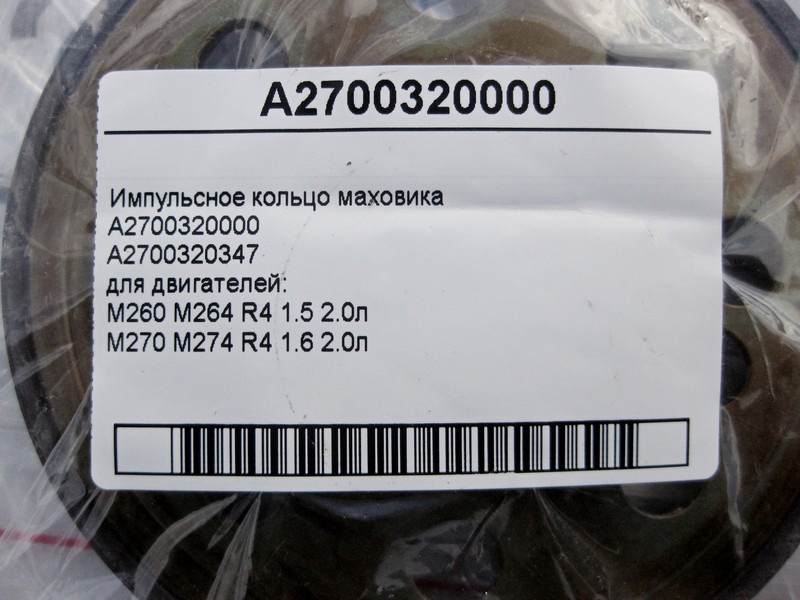 A2700320000
Импульсное кольцо маховика
A2700320000
A2700320347
для двигателей:
M260 M264 R4 1.5 2.0л
M270 M274 R4 1.6 2.0л